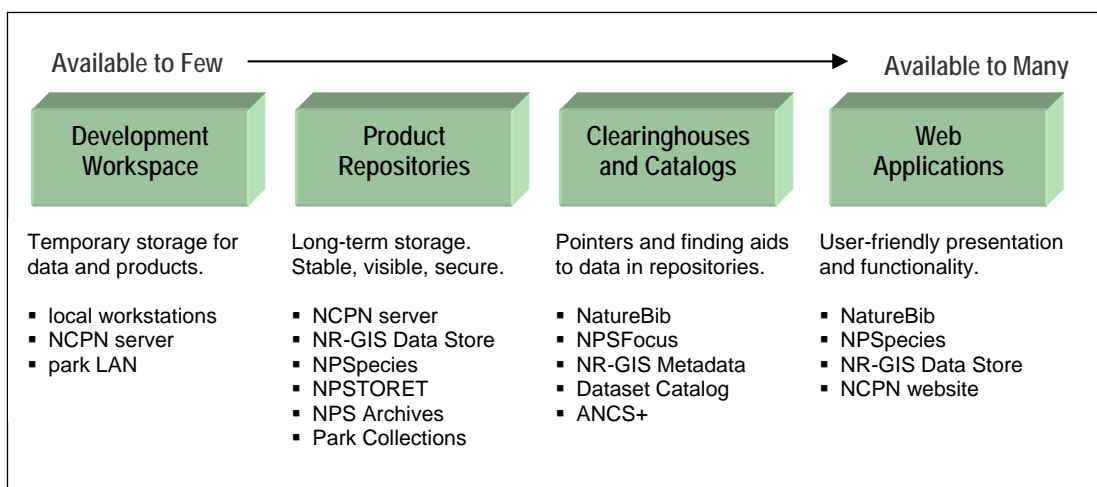 Available to Few
Available to Many
Development
Workspace
Product
Repositories
Clearinghouses
and Catalogs
Web
Applications
Temporary storage for
data and products.
▪ local workstations
▪ NCPN server
▪ park LAN
Long-term storage.
Stable, visible, secure.
▪ NCPN server
▪ NR-GIS Data Store
▪ NPSpecies
▪ NPSTORET
▪ NPS Archives
▪ Park Collections
Pointers and finding aids
to data in repositories.
▪ NatureBib
▪ NPSFocus
▪ NR-GIS Metadata
▪ Dataset Catalog
▪ ANCS+
User-friendly presentation
and functionality.
▪ NatureBib
▪ NPSpecies
▪ NR-GIS Data Store
▪ NCPN website